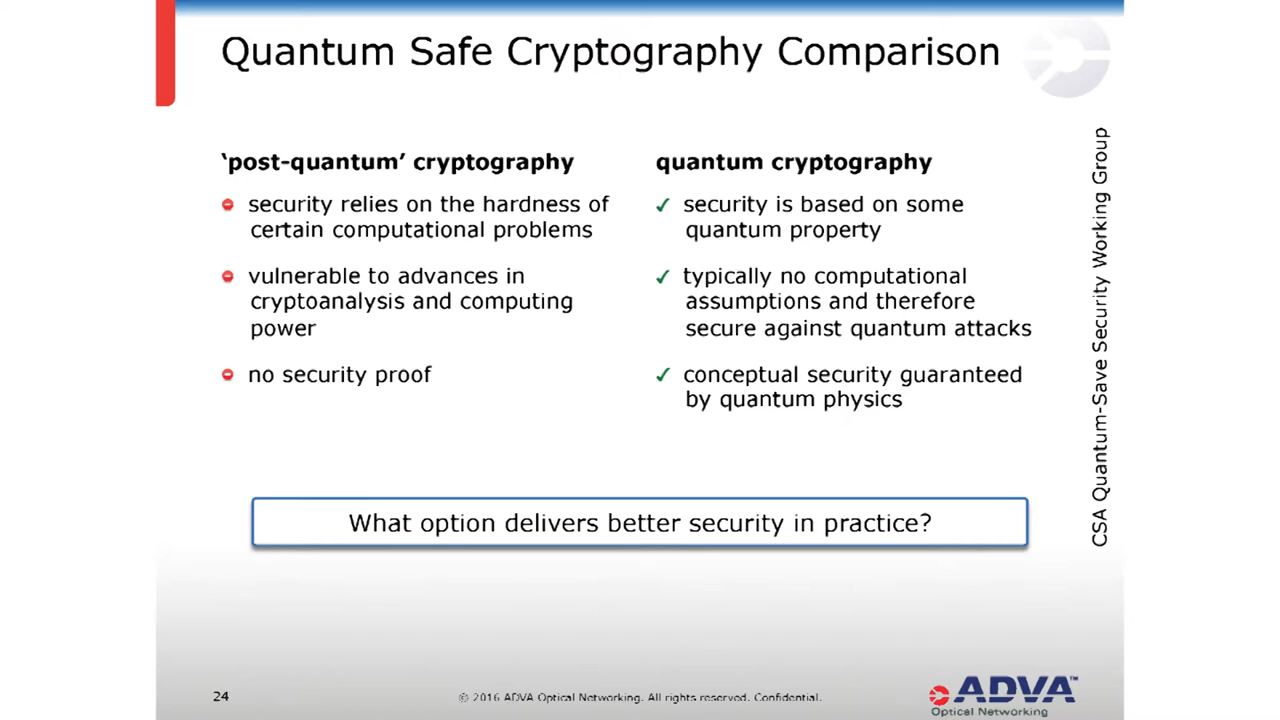 Quantum Safe Cryptography Comparison
‘post-quantum’ cryptography
security relies on the hardness of
certain computational problems
vulnerable to advances in
cryptoanalysis and computing
power
no security proof
quantum cryptography
✓ security is based on some
quantum property
✓ typically no computational
assumptions and therefore
secure against quantum attacks
✓ conceptual security guaranteed
by quantum physics
CSA Quantum-Save Security Working Group
What option delivers better security in practice?
24
© 2016 ADVA Optical Networking. All rights reserved. Confidential.
ADVA™
Optical Networking